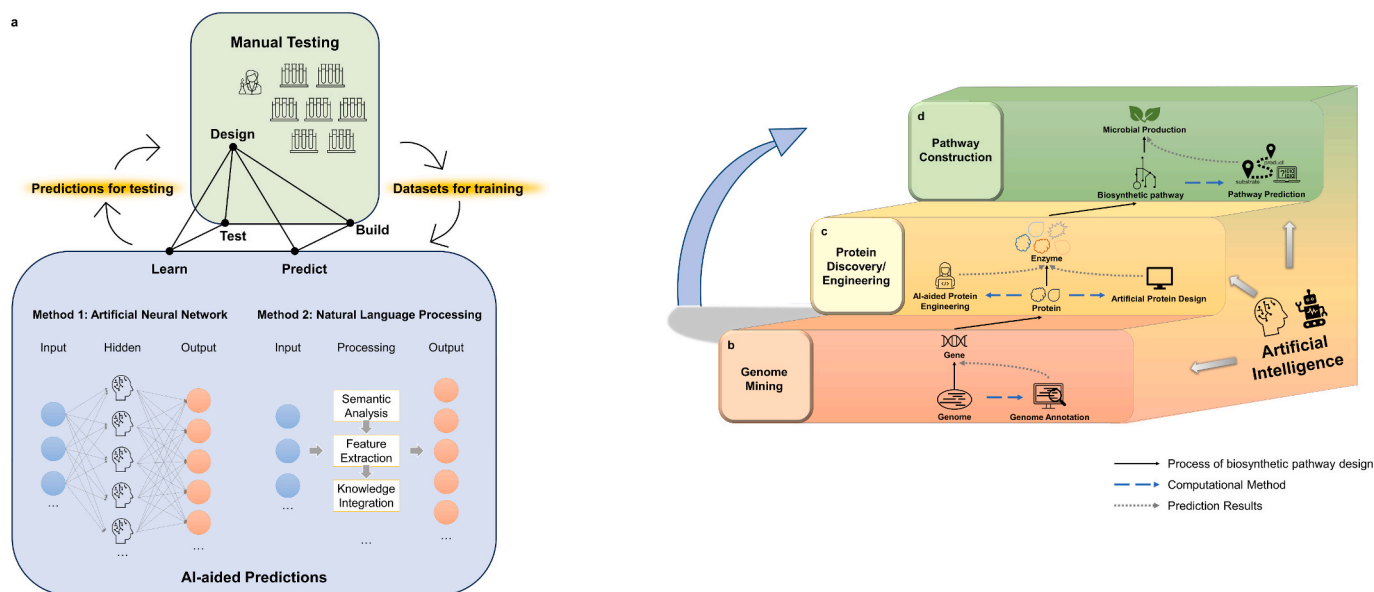 a
Manual Testing
Design
Predictions for testing
Datasets for training
Test
Build
Learn
Predict
Method 1: Artificial Neural Network
Method 2: Natural Language Processing
Input
Hidden
Output
Input
Processing
Output
Semantic
Analysis
Feature
Extraction
Knowledge
Integration
...
...
...
...
...
...
AI-aided Predictions
d
Pathway
Construction
Microbial Production
product
substrate
Biosynthetic pathway
Pathway Prediction
c
Protein
Discovery/
Engineering
Enzyme
AI-aided Protein
Engineering
Protein
Artificial Protein Design
b
Genome
Mining
Gene
Genome
Genome Annotation
Artificial
Intelligence
Process of biosynthetic pathway design
Computational Method
Prediction Results